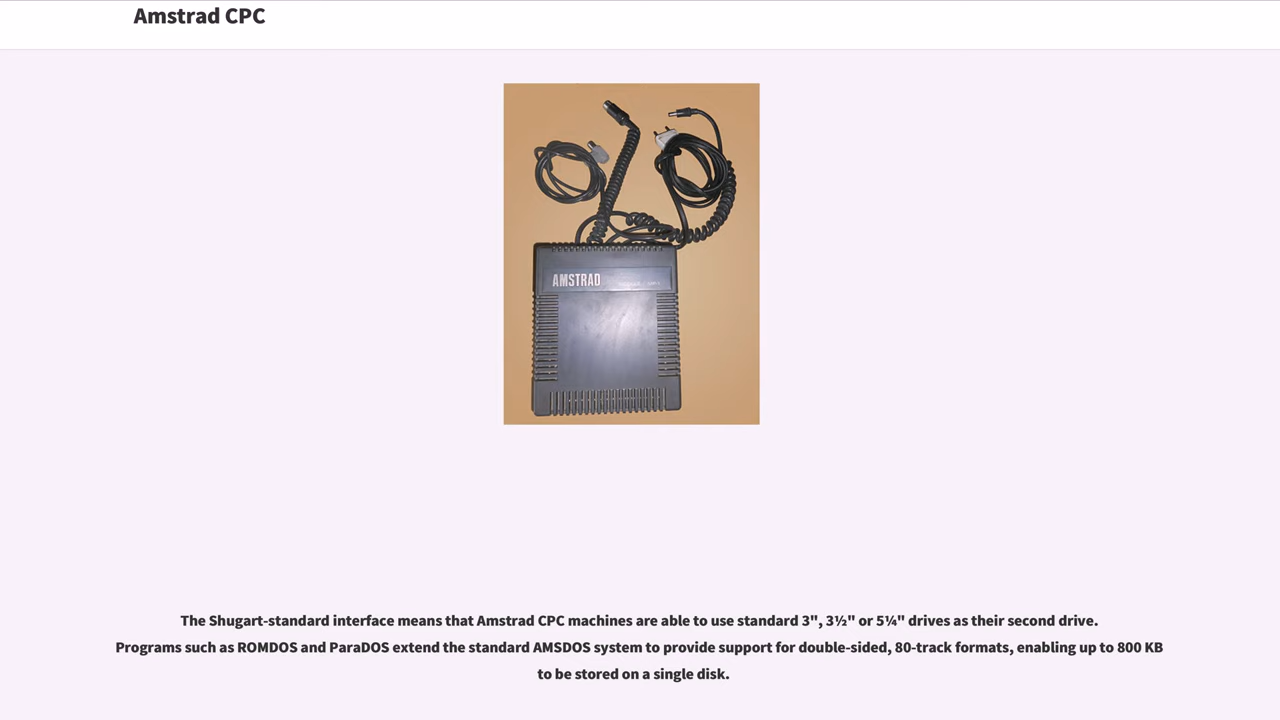 Amstrad CPC
AMSTRAD
The Shugart-standard interface means that Amstrad CPC machines are able to use standard 3", 3½" or 5¼" drives as their second drive.
Programs such as ROMDOS and ParaDOS extend the standard AMSDOS system to provide support for double-sided, 80-track formats, enabling up to 800 KB
to be stored on a single disk.